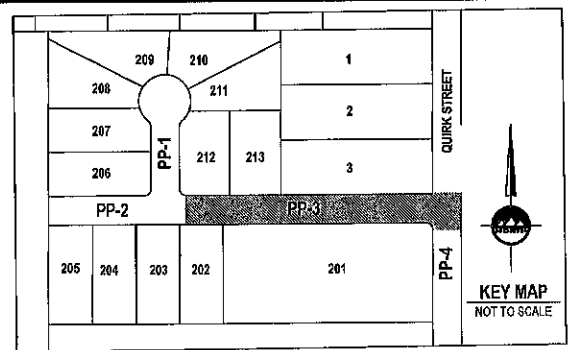 209 210 1
208 211
2
207
PP-1
QUIRK STREET
206 212 213 3
PP-2 PP-3
PP-4
205 204 203 202 201
KEY MAP
NOT TO SCALE